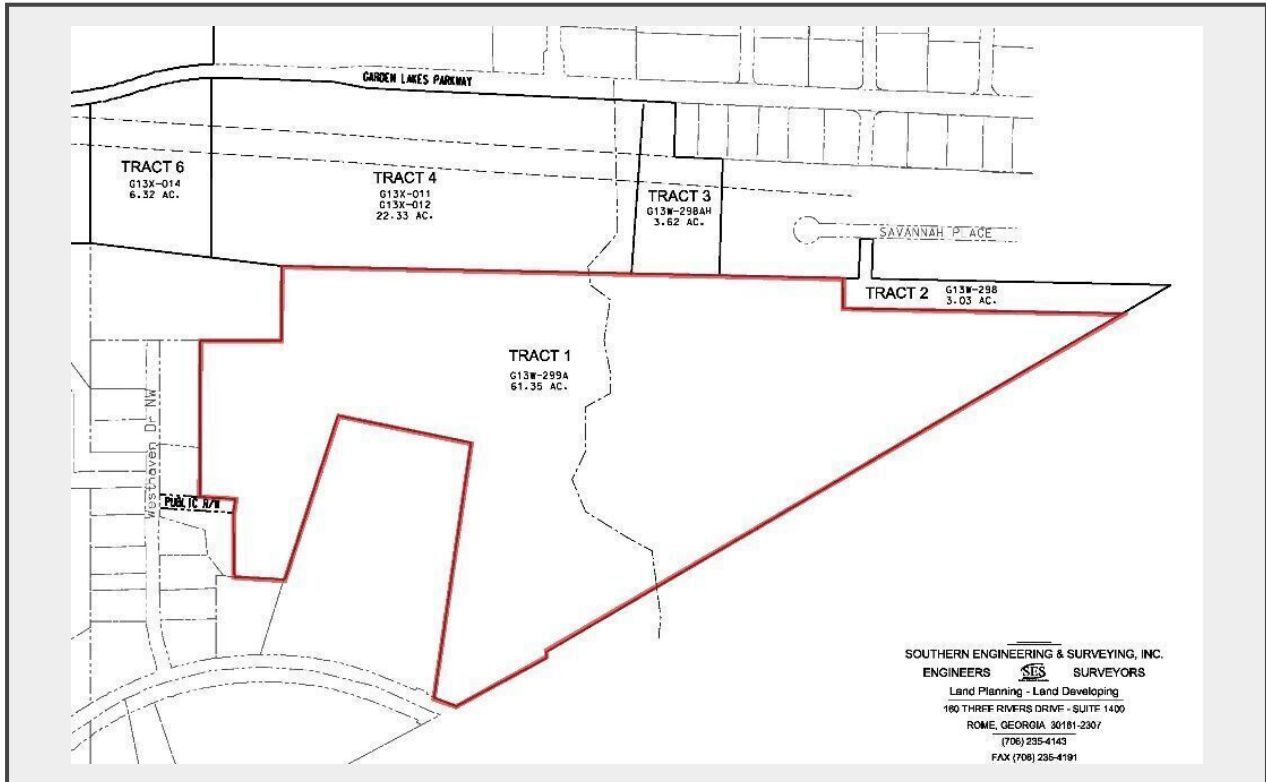 GARDEN LAKES PARKWAY
TRACT 6
G13X-014
6.32 AC.
TRACT 4
G13X-011
G13X-012
22.33 AC.
TRACT 3
G13W-298AH
3.62 AC.
SAVANNAH PLACE
TRACT 2
G13W-298
3.03 AC.
TRACT 1
G13W-299A
61.35 AC.
Westhaven Dr NW
PUBLIC R/W
SOUTHERN ENGINEERING & SURVEYING, INC.
ENGINEERS SES SURVEYORS
Land Planning - Land Developing
160 THREE RIVERS DRIVE - SUITE 1400
ROME, GEORGIA 30161-2307
(706) 235-4143
FAX (706) 235-4191